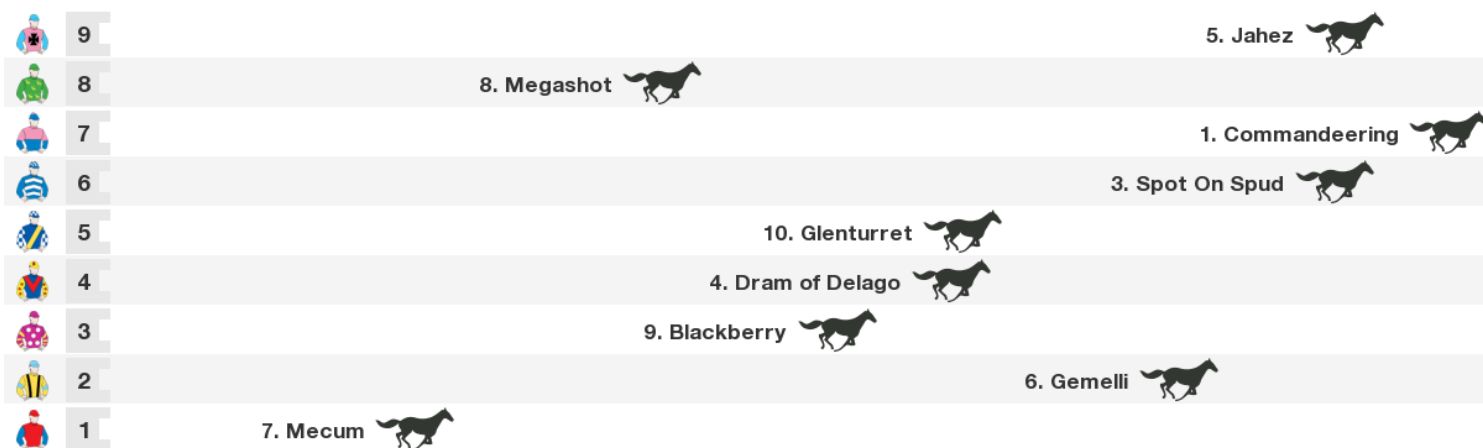 9 5. Jahez
8 8. Megashot
7 1. Commandeering
6 3. Spot On Spud
5 10. Glenturret
4 4. Dram of Delago
3 9. Blackberry
2 6. Gemelli
1 7. Mecum